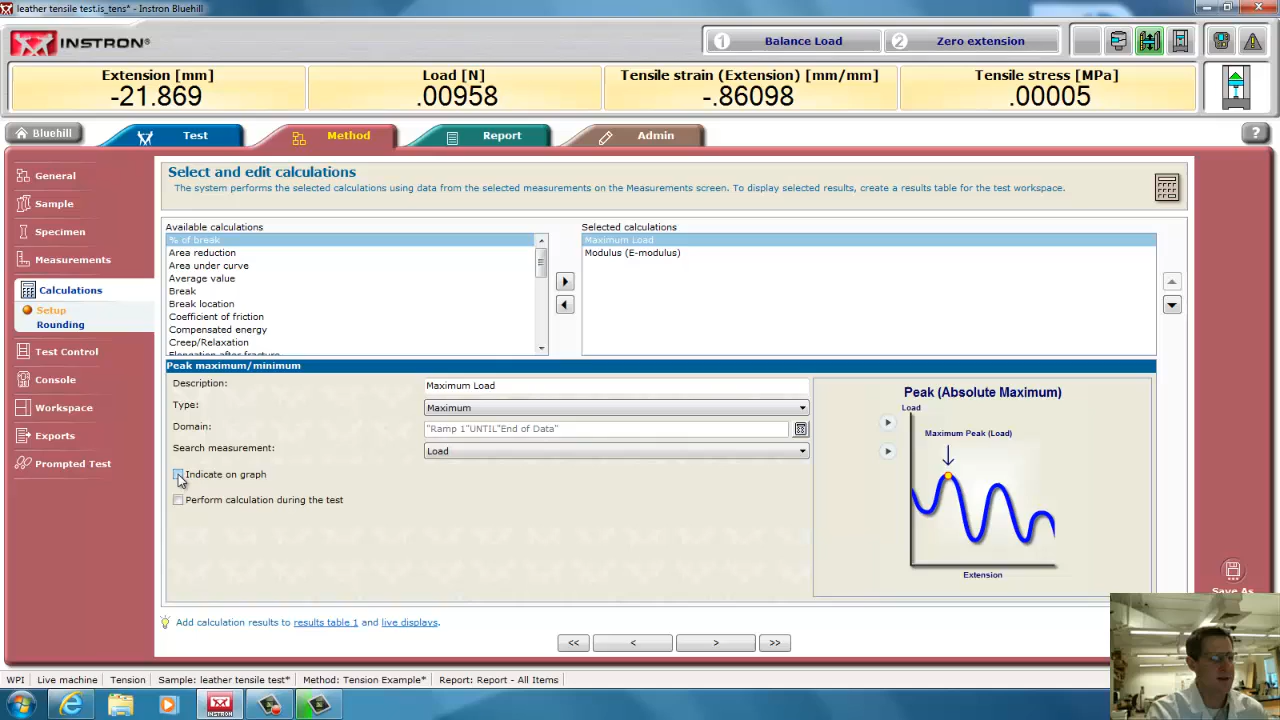 leather tensile test.is_tens* - Instron Bluehill
INSTRON®
1 Balance Load
2 Zero extension
Extension [mm]
-21.869
Load [N]
.00958
Tensile strain (Extension) [mm/mm]
-.86098
Tensile stress [MPa]
.00005
Bluehill
Test
Method
Report
Admin
?
General
Sample
Specimen
Measurements
Calculations
Setup
Rounding
Test Control
Console
Workspace
Exports
Prompted Test
Select and edit calculations
The system performs the selected calculations using data from the selected measurements on the Measurements screen. To display selected results, create a results table for the test workspace.
Available calculations
% of break
Area reduction
Area under curve
Average value
Break
Break location
Coefficient of friction
Compensated energy
Creep/Relaxation
Elongation after fracture
Selected calculations
Maximum Load
Modulus (E-modulus)
Peak maximum/minimum
Description:
Maximum Load
Type:
Maximum
Domain:
"Ramp 1"UNTIL"End of Data"
Search measurement:
Load
Indicate on graph
Perform calculation during the test
Peak (Absolute Maximum)
Load
Maximum Peak (Load)
Extension
Add calculation results to results table 1 and live displays.
<<
<
>
>>
Save As
WPI
Live machine
Tension
Sample: leather tensile test*
Method: Tension Example*
Report: Report - All Items
INSTRON